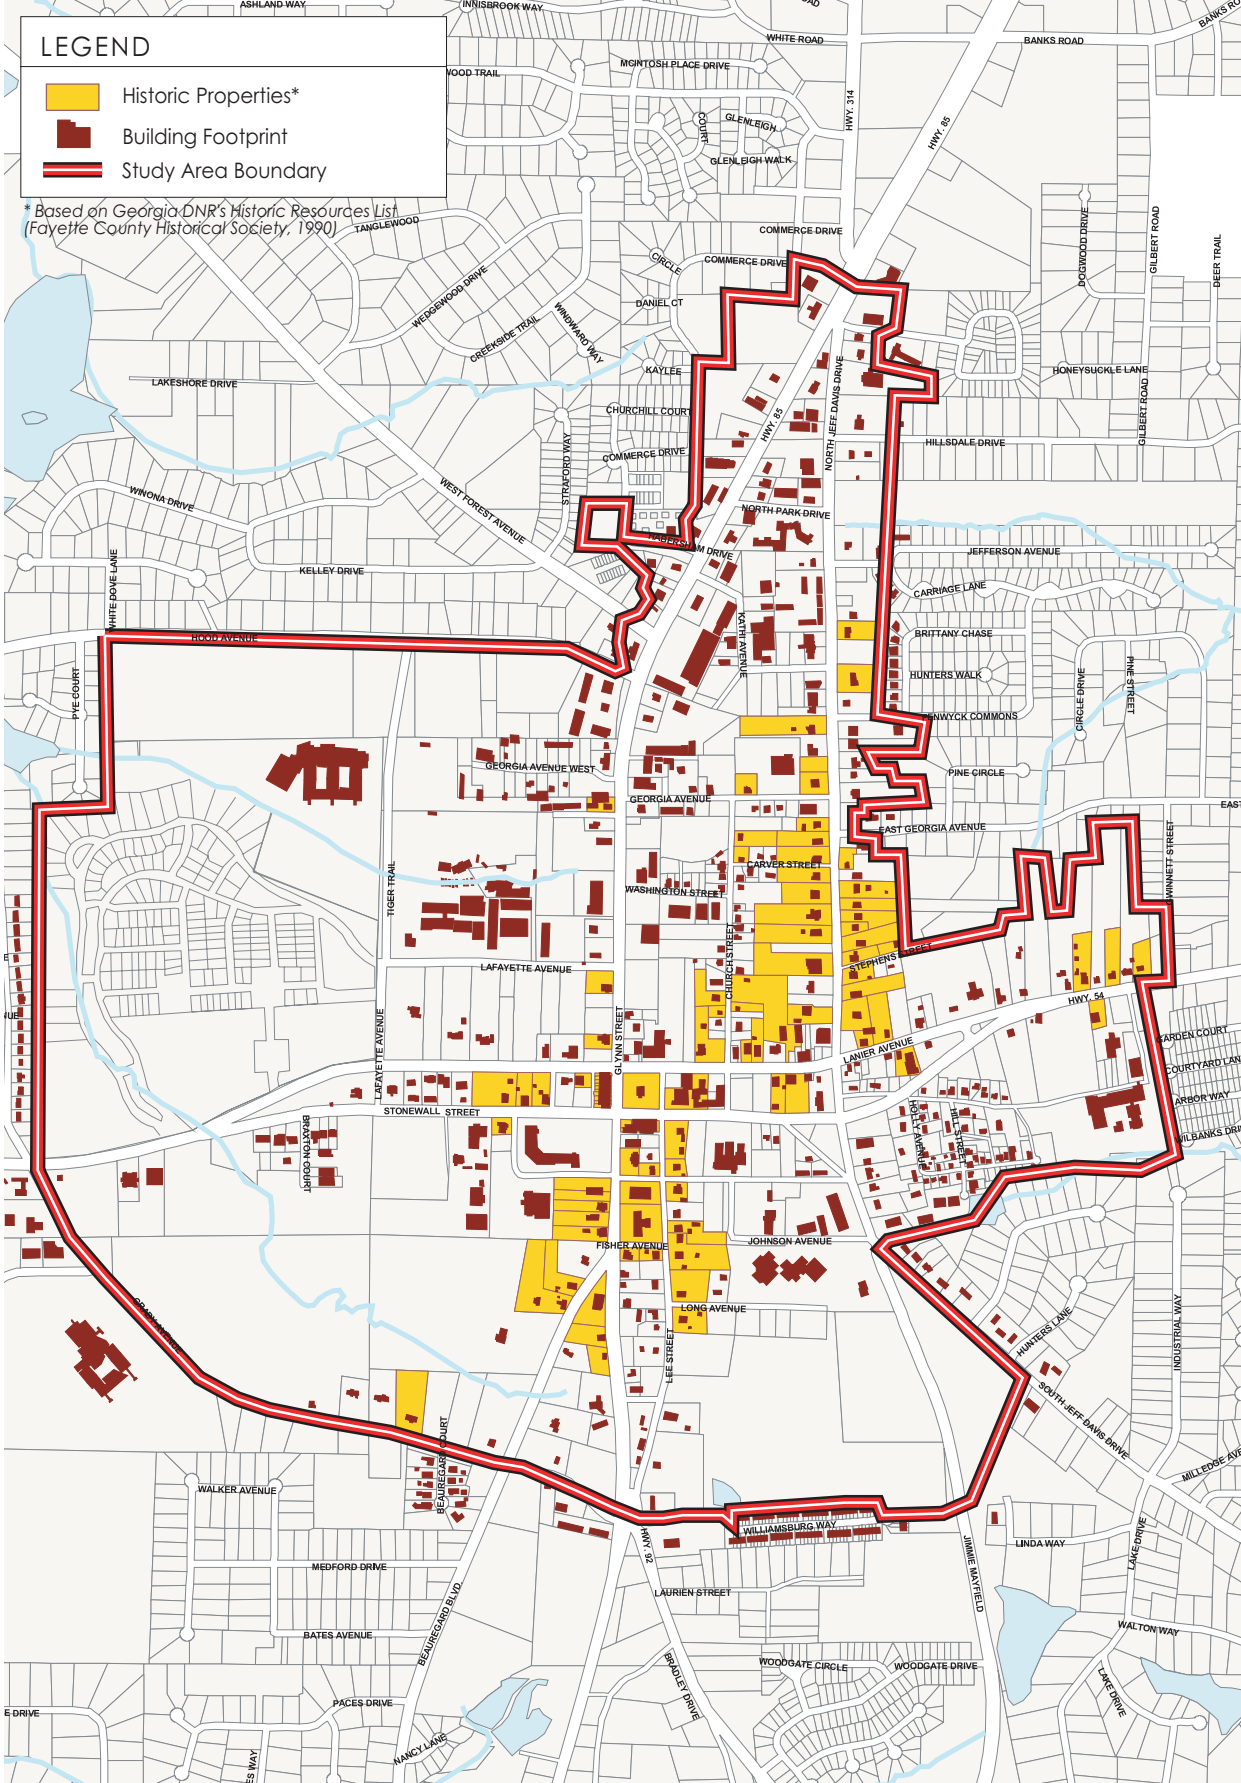 ASHLAND WAY
INNISBROOK WAY
WHITE ROAD
BANKS ROAD
LEGEND
Historic Properties*
Building Footprint
Study Area Boundary
* Based on Georgia DNR's Historic Resources List
(Fayette County Historical Society, 1990)
WOOD TRAIL
MCINTOSH PLACE DRIVE
COURT
GLENLEIGH
GLENLEIGH WALK
HWY. 314
HWY. 85
TANGLEWOOD
COMMERCE DRIVE
COMMERCE DRIVE
CIRCLE
DOGWOOD DRIVE
GILBERT ROAD
DEER TRAIL
WEDGEWOOD DRIVE
DANIEL CT
CREEKSIDE TRAIL
WINDWARD WAY
LAKESHORE DRIVE
KAYLEE
HONEYSUCKLE LANE
NORTH JEFF DAVIS DRIVE
CHURCHILL COURT
HWY. 85
GILBERT ROAD
HILLSDALE DRIVE
COMMERCE DRIVE
STRAFORD WAY
WINONA DRIVE
WEST FOREST AVENUE
NORTH PARK DRIVE
HABERSHAM DRIVE
JEFFERSON AVENUE
KELLEY DRIVE
WHITE DOVE LANE
CARRIAGE LANE
HOOD AVENUE
KATHI AVENUE
BRITTANY CHASE
HUNTERS WALK
PYE COURT
CIRCLE DRIVE
PINE STREET
FENWYCK COMMONS
GEORGIA AVENUE WEST
PINE CIRCLE
GEORGIA AVENUE
EAST
EAST GEORGIA AVENUE
GWINNETT STREET
CARVER STREET
TIGER TRAIL
WASHINGTON STREET
CHURCH STREET
STEPHENS STREET
LAFAYETTE AVENUE
HWY. 54
LAFAYETTE AVENUE
GLYNN STREET
LANIER AVENUE
GARDEN COURT
COURTYARD LAN
ARBOR WAY
WILBANKS DRI
STONEWALL STREET
BRAXTON COURT
HOLLY AVENUE
HILL STREET
FISHER AVENUE
JOHNSON AVENUE
LONG AVENUE
GRADY AVENUE
LEE STREET
HUNTERS LANE
INDUSTRIAL WAY
SOUTH JEFF DAVIS DRIVE
BEAUREGARD COURT
MILLEDGE AVE
WALKER AVENUE
WILLIAMSBURG WAY
HWY. 92
JIMMIE MAYFIELD
LINDA WAY
LAKE DRIVE
MEDFORD DRIVE
LAURIEN STREET
BEAUREGARD BLVD.
BATES AVENUE
WALTON WAY
BRADLEY DRIVE
WOODGATE CIRCLE
WOODGATE DRIVE
LAKE DRIVE
PACES DRIVE
E DRIVE
NANCY LANE
ES WAY